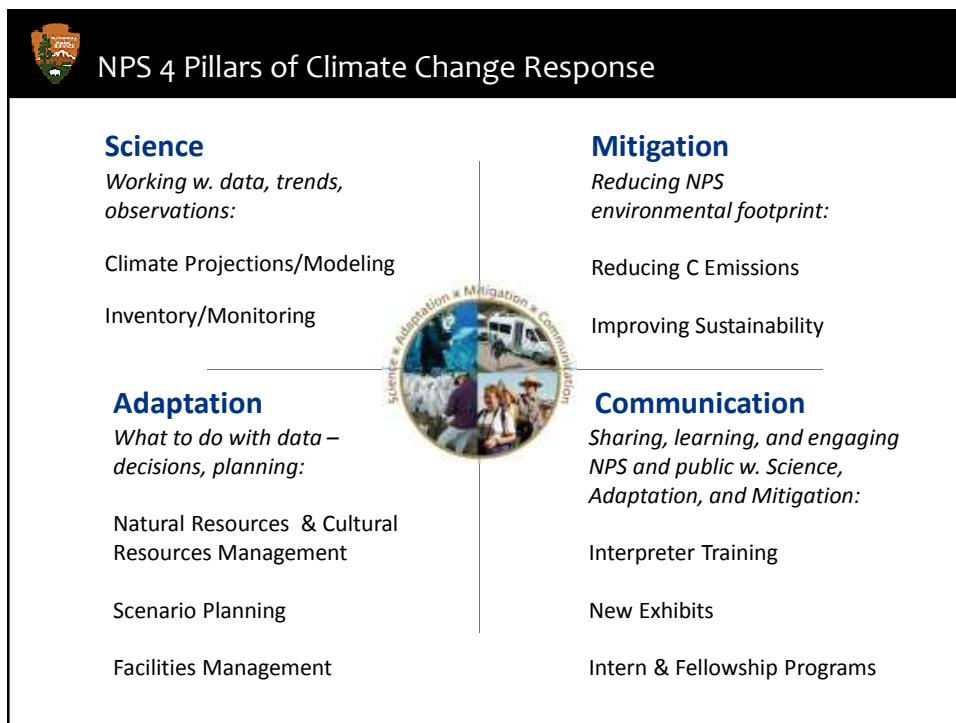 NPS 4 Pillars of Climate Change Response
Science
Working w. data, trends,
observations:
Climate Projections/Modeling
Inventory/Monitoring
Mitigation
Reducing NPS
environmental footprint:
Reducing C Emissions
Improving Sustainability
Science x Adaptation x Mitigation x Communication
Adaptation
What to do with data –
decisions, planning:
Natural Resources & Cultural
Resources Management
Scenario Planning
Facilities Management
Communication
Sharing, learning, and engaging
NPS and public w. Science,
Adaptation, and Mitigation:
Interpreter Training
New Exhibits
Intern & Fellowship Programs